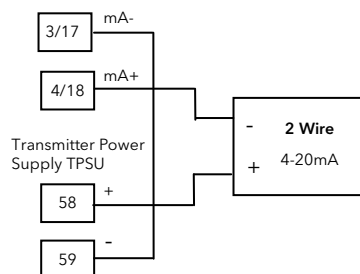 3/17 mA-
4/18 mA+
Transmitter Power
Supply TPSU
58 +
59 -
- 2 Wire
+ 4-20mA